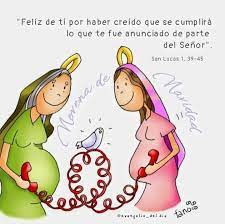 "Feliz de ti por haber creído que se cumplirá
lo que te fue anunciado de parte
del Señor".
San Lucas 1, 39-45
Novena de
Navidad
fano
@evangelio_del_dia